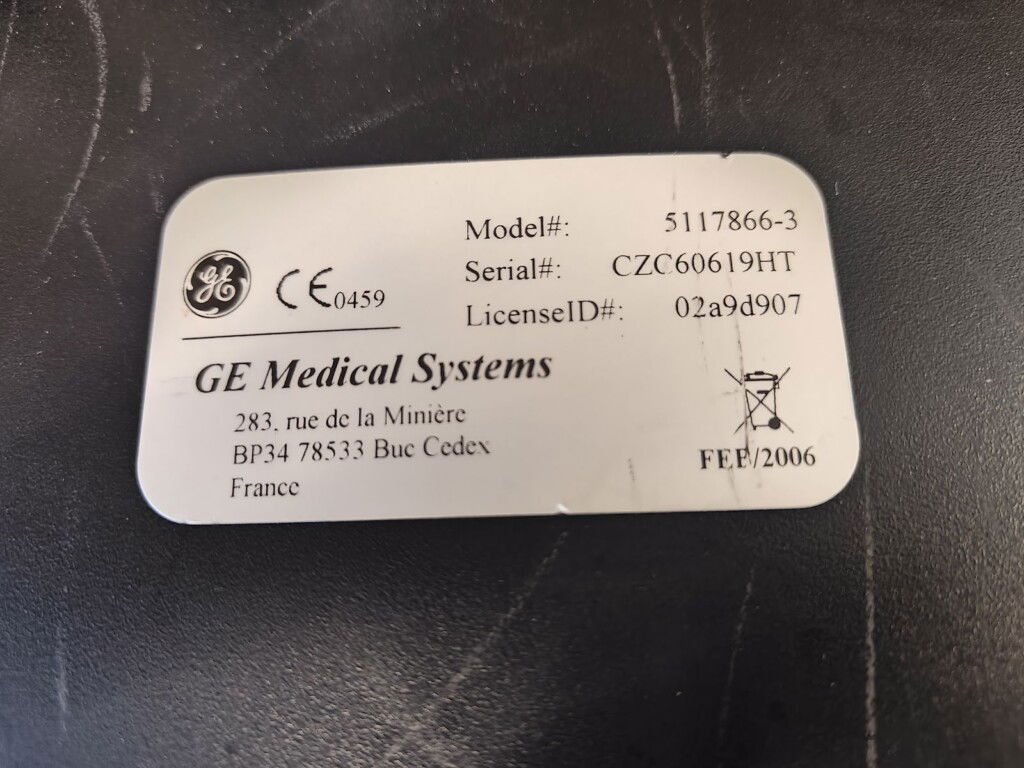 Model#: 5117866-3
Serial#: CZC60619HT
LicenseID#: 02a9d907
GE
CE0459
GE Medical Systems
283, rue de la Minière
BP34 78533 Buc Cedex
France
FEB/2006